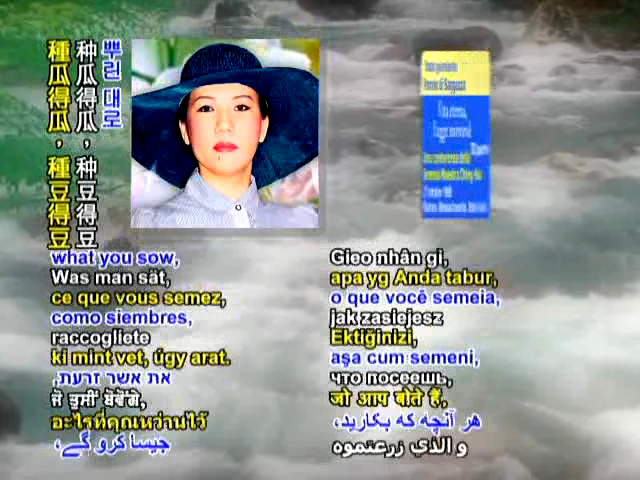 種瓜得瓜，種豆得豆
种瓜得瓜，种豆得豆
뿌린 대로
what you sow,
Was man sät,
ce que vous semez,
como siembres,
raccogliete
ki mint vet, úgy arat.
את אשר זרעת,
ਜੋ ਤੁਸੀਂ ਬੋਵੋਂਗੇ,
อะไรที่คุณหว่านไว้
جیسا کرو گے،
Gieo nhân gì,
apa yg Anda tabur,
o que você semeia,
jak zasiejesz
Ektiğinizi,
aşa cum semeni,
что посеешь,
जो आप बोते हैं,
هر آنچه که بکارید،
و الذي زرعتموه